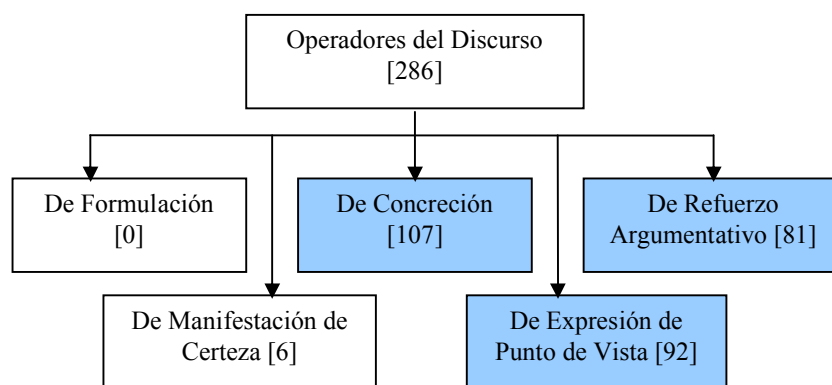 Operadores del Discurso
[286]
De Formulación
[0]
De Concreción
[107]
De Refuerzo
Argumentativo [81]
De Manifestación de
Certeza [6]
De Expresión de
Punto de Vista [92]